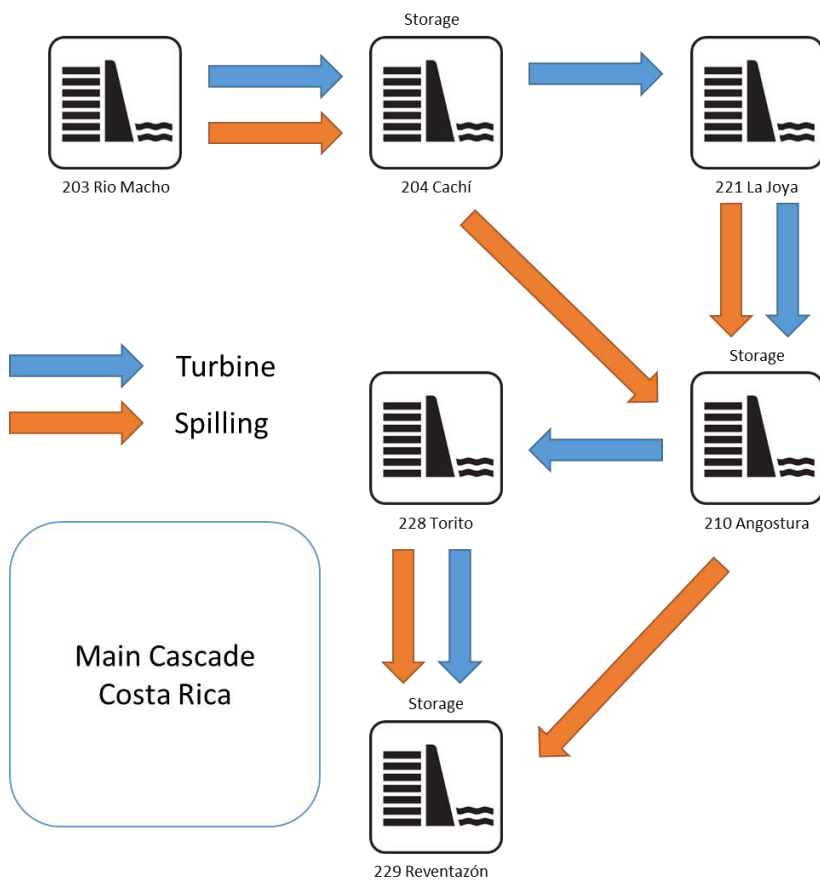 Storage
203 Rio Macho
204 Cachí
221 La Joya
Storage
Turbine
Spilling
228 Torito
210 Angostura
Main Cascade
Costa Rica
Storage
229 Reventazón